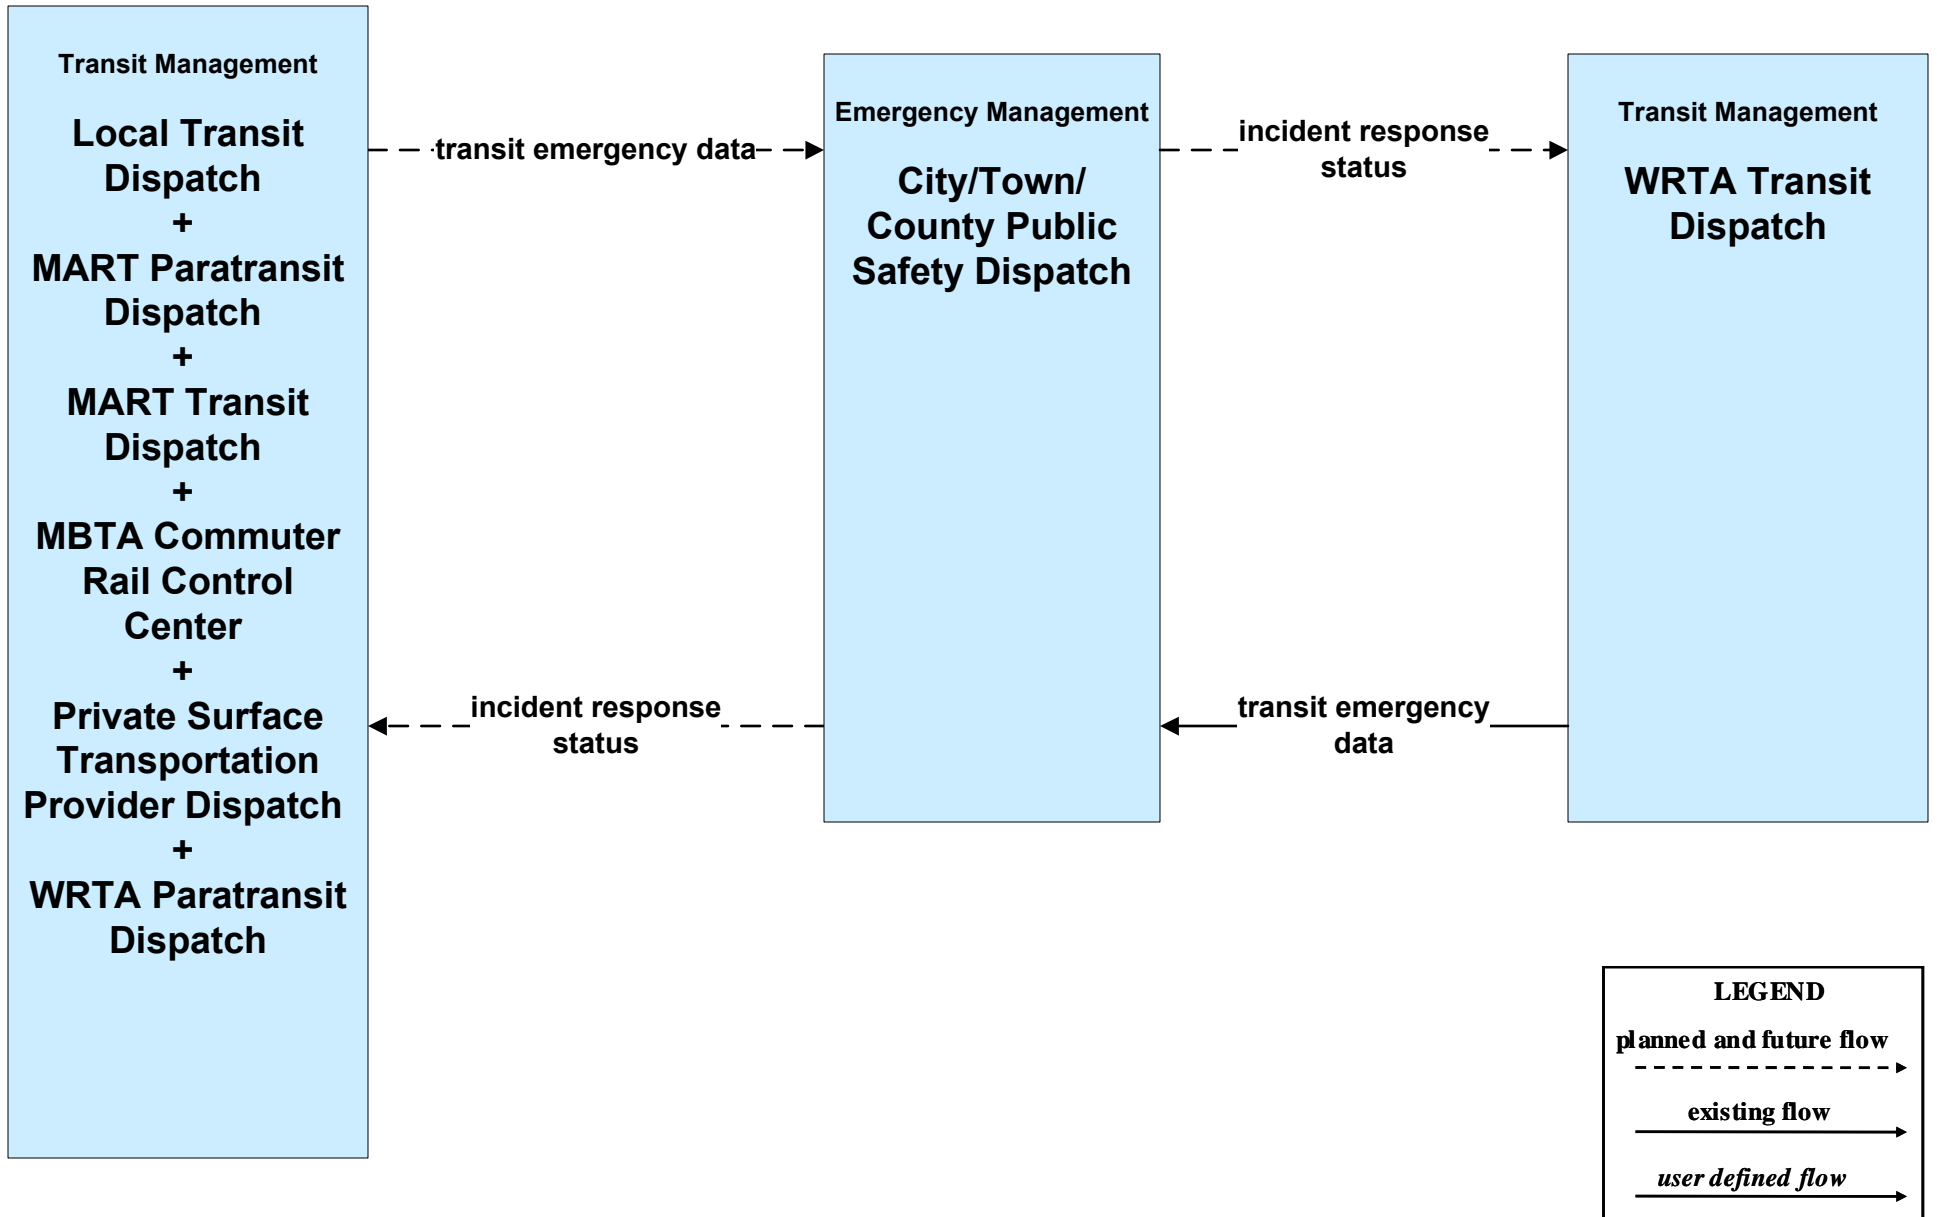 Transit Management
Local Transit
Dispatch
+
MART Paratransit
Dispatch
+
MART Transit
Dispatch
+
MBTA Commuter
Rail Control
Center
+
Private Surface
Transportation
Provider Dispatch
+
WRTA Paratransit
Dispatch
transit emergency data
incident response
status
Emergency Management
City/Town/
County Public
Safety Dispatch
incident response
status
transit emergency
data
Transit Management
WRTA Transit
Dispatch
LEGEND
planned and future flow
existing flow
user defined flow